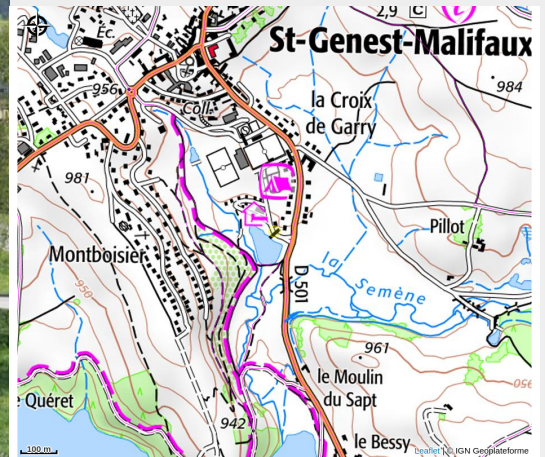 2,9 C
i
Éc.
St-Genest-Malifaux
956
Coll.
984
la Croix
de Garry
981
Pillot
Montboisier
D 501
la Semène
950
961
le Moulin
du Sapt
e Quéret
942
le Bessy
100 m
Leaflet | © IGN Geoplateforme